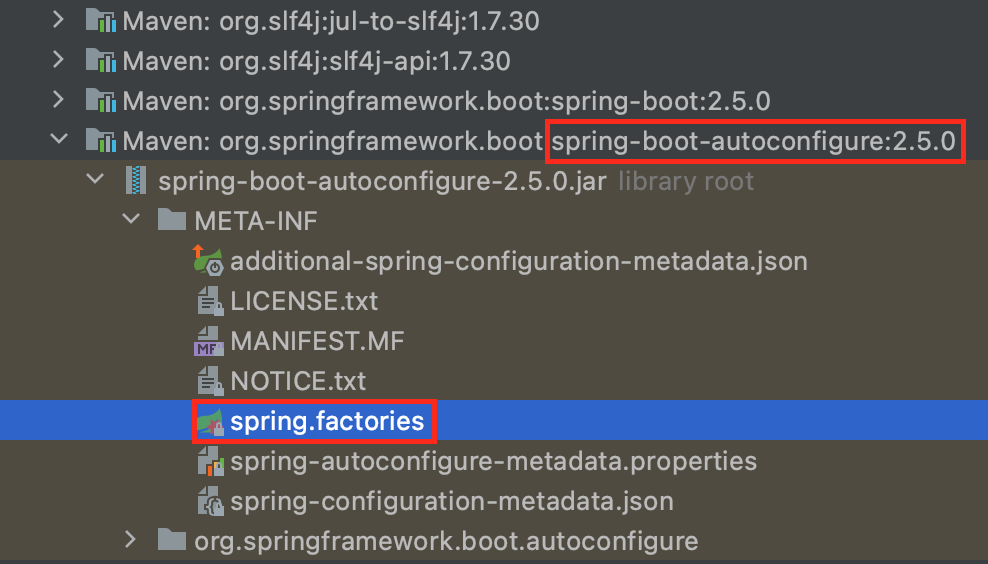 Maven: org.slf4j:jul-to-slf4j:1.7.30
Maven: org.slf4j:slf4j-api:1.7.30
Maven: org.springframework.boot:spring-boot:2.5.0
Maven: org.springframework.boot:spring-boot-autoconfigure:2.5.0
spring-boot-autoconfigure-2.5.0.jar library root
META-INF
additional-spring-configuration-metadata.json
LICENSE.txt
MF MANIFEST.MF
NOTICE.txt
spring.factories
spring-autoconfigure-metadata.properties
spring-configuration-metadata.json
org.springframework.boot.autoconfigure